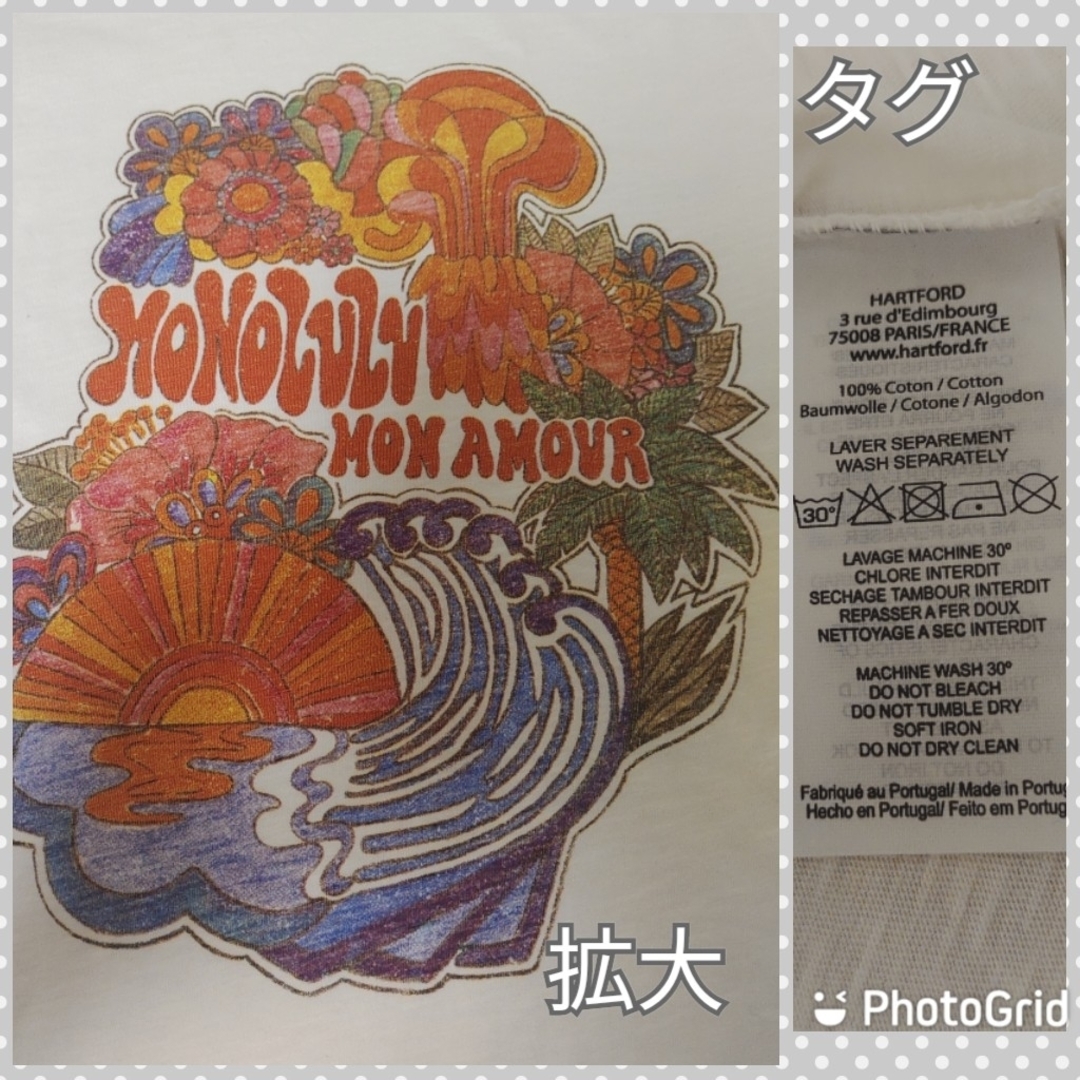 MONOLULU
MON AMOUR
拡大
タグ
HARTFORD
3 rue d'Edimbourg
75008 PARIS/FRANCE
www.hartford.fr
100% Coton / Cotton
Baumwolle / Cotone / Algodon
LAVER SEPAREMENT
WASH SEPARATELY
30°
LAVAGE MACHINE 30º
CHLORE INTERDIT
SECHAGE TAMBOUR INTERDIT
REPASSER A FER DOUX
NETTOYAGE A SEC INTERDIT
MACHINE WASH 30º
DO NOT BLEACH
DO NOT TUMBLE DRY
SOFT IRON
DO NOT DRY CLEAN
Fabriqué au Portugal/ Made in Portug
Hecho en Portugal/ Feito em Portug
PhotoGrid